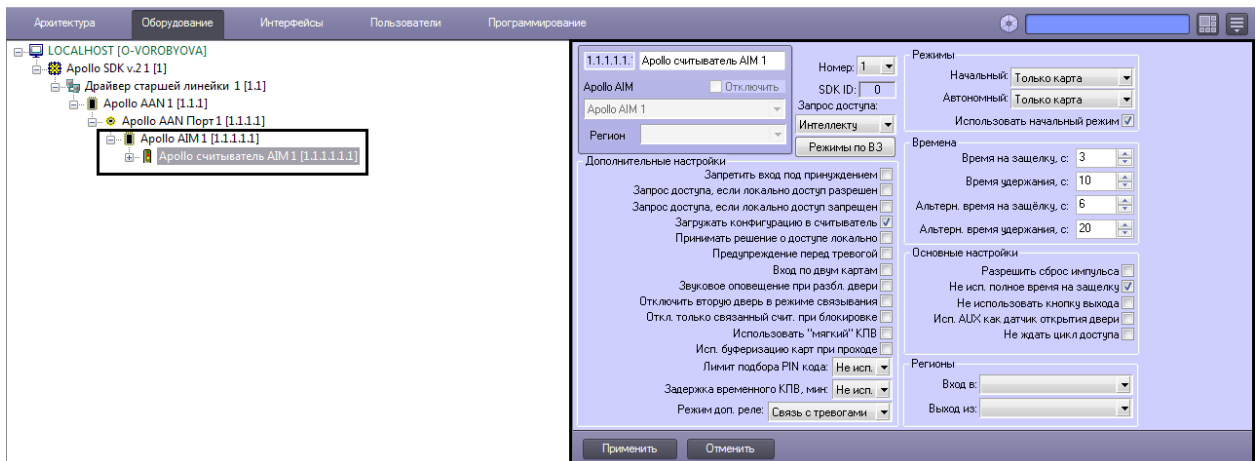 Архитектура Оборудование Интерфейсы Пользователи Программирование
LOCALHOST [O-VOROBYOVA]
Apollo SDK v.2 1 [1]
Драйвер старшей линейки 1 [1.1]
Apollo AAN 1 [1.1.1]
Apollo AAN Порт 1 [1.1.1.1]
Apollo AIM 1 [1.1.1.1.1]
Apollo считыватель AIM 1 [1.1.1.1.1.1]
1.1.1.1.1. Apollo считыватель AIM 1
Apollo AIM Отключить
Apollo AIM 1
Регион
Номер: 1
SDK ID: 0
Запрос доступа:
Интеллекту
Режимы по ВЗ
Дополнительные настройки
Запретить вход под принуждением
Запрос доступа, если локально доступ разрешен
Запрос доступа, если локально доступ запрещен
Загружать конфигурацию в считыватель
Принимать решение о доступе локально
Предупреждение перед тревогой
Вход по двум картам
Звуковое оповещение при разбл. двери
Отключить вторую дверь в режиме связывания
Откл. только связанный счит. при блокировке
Использовать "мягкий" КПВ
Исп. буферизацию карт при проходе
Лимит подбора PIN кода: Не исп.
Задержка временного КПВ, мин: Не исп.
Режим доп. реле: Связь с тревогами
Режимы
Начальный: Только карта
Автономный: Только карта
Использовать начальный режим
Времена
Время на защелку, с: 3
Время удержания, с: 10
Альтерн. время на защёлку, с: 6
Альтерн. время удержания, с: 20
Основные настройки
Разрешить сброс импульса
Не исп. полное время на защелку
Не использовать кнопку выхода
Исп. AUX как датчик открытия двери
Не ждать цикл доступа
Регионы
Вход в:
Выход из:
Применить Отменить